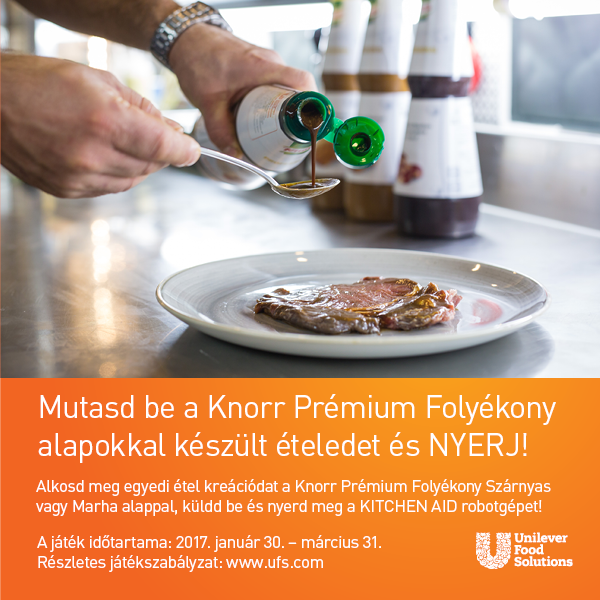 Mutasd be a Knorr Prémium Folyékony
alapokkal készült ételedet és NYERJ!
Alkosd meg egyedi étel kreációdat a Knorr Prémium Folyékony Szárnyas
vagy Marha alappal, küldd be és nyerd meg a KITCHEN AID robotgépet!
A játék időtartama: 2017. január 30. – március 31.
Részletes játékszabályzat: www.ufs.com
Unilever
Food
Solutions